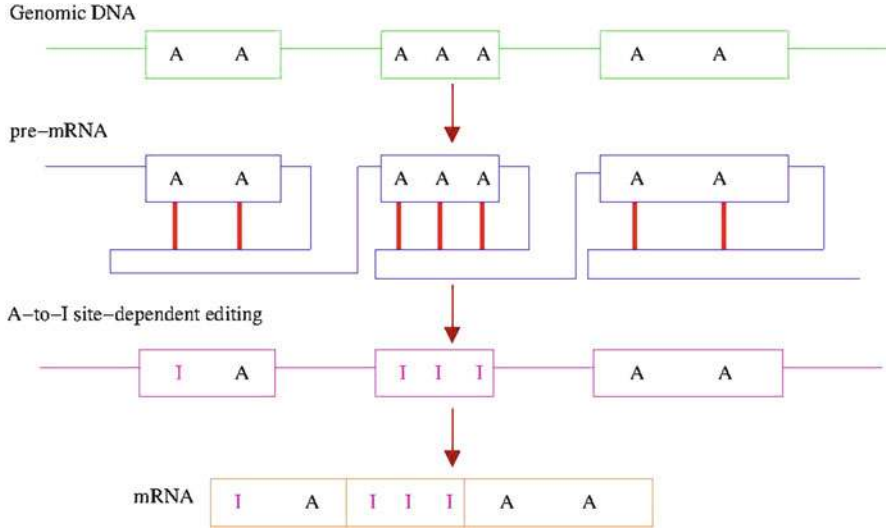 Genomic DNA
A A A A A A A
pre−mRNA
A A A A A A A
A−to−I site−dependent editing
I A I I I A A
mRNA I A I I I A A